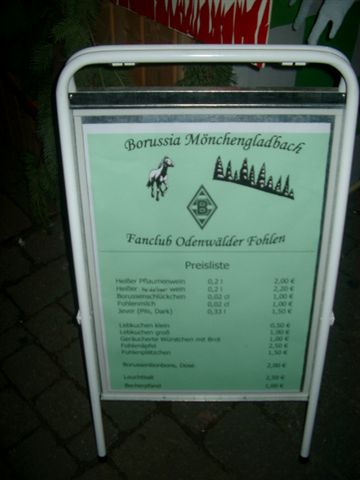 Borussia Mönchengladbach
B
Fanclub Odenwälder Fohlen
Preisliste
Heißer Pflaumenwein 0,2 l 2,00 €
Heißer wein 0,2 l 2,20 €
Borussenschlückchen 0,02 cl 1,00 €
Fohlenmilch 0,02 cl 1,00 €
Jever (Pils, Dark) 0,33 l 1,50 €
Lebkuchen klein 0,50 €
Lebkuchen groß 1,00 €
Geräucherte Würstchen mit Brot 1,00 €
Fohlenäpfel 2,50 €
Fohlenplätzchen 1,50 €
Borussenbonbons, Dose 2,00 €
Leuchtball
Becherpfand 1,00 €